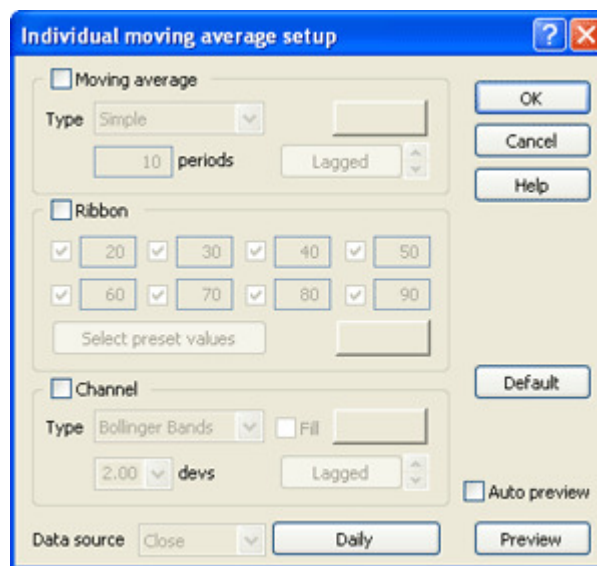 Individual moving average setup
Moving average
Type Simple
10 periods Lagged
Ribbon
20 30 40 50
60 70 80 90
Select preset values
Channel
Type Bollinger Bands Fill
2.00 devs Lagged
Data source Close Daily
OK
Cancel
Help
Default
Auto preview
Preview